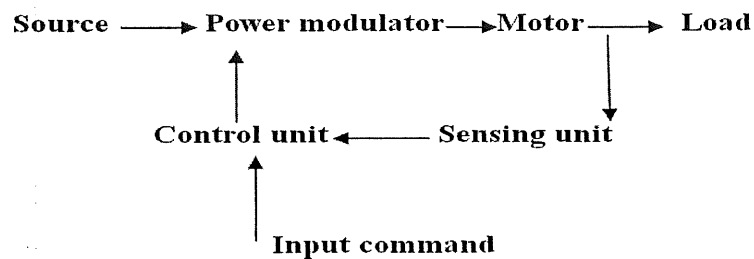 Source Power modulator Motor Load
Control unit Sensing unit
Input command